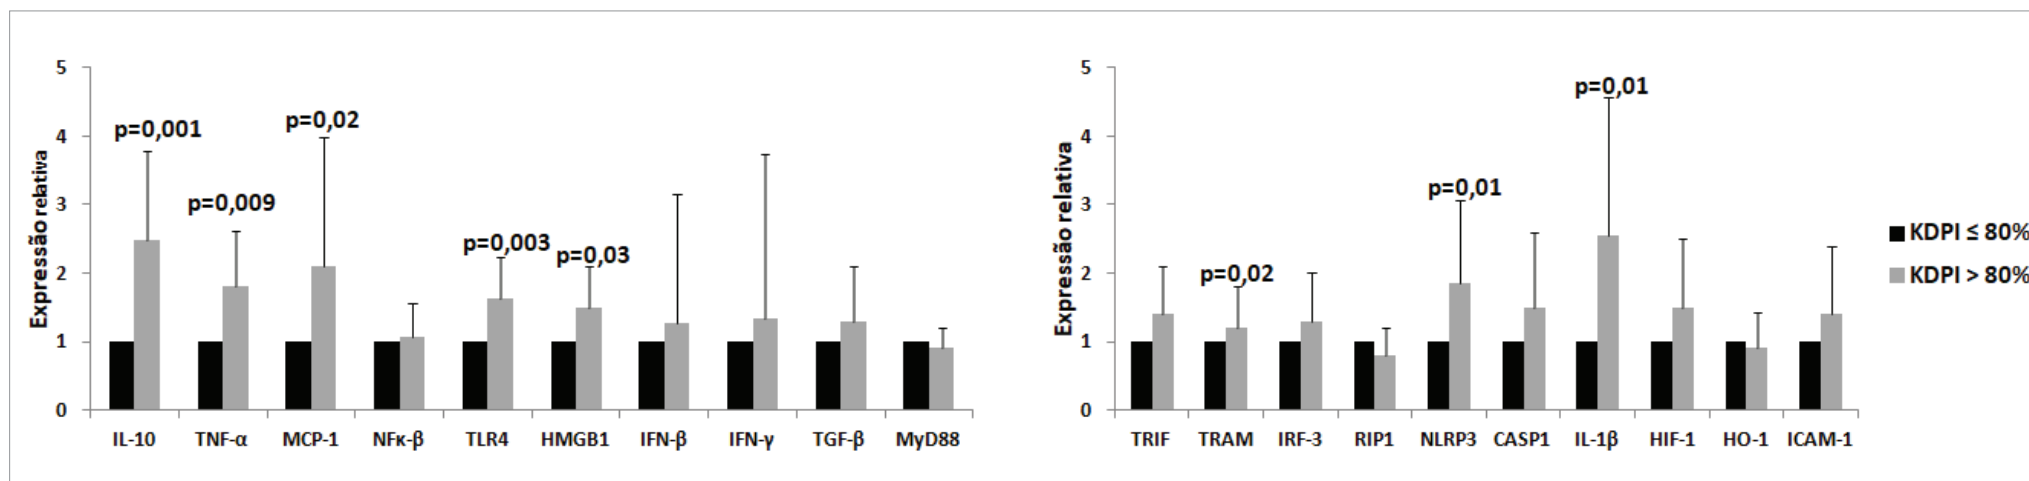 Expressão relativa
5
4
3
2
1
0
p=0,001
p=0,009
p=0,02
p=0,003
p=0,03
IL-10 TNF-α MCP-1 NFκ-β TLR4 HMGB1 IFN-β IFN-γ TGF-β MyD88
Expressão relativa
5
4
3
2
1
0
p=0,02
p=0,01
p=0,01
TRIF TRAM IRF-3 RIP1 NLRP3 CASP1 IL-1β HIF-1 HO-1 ICAM-1
KDPI ≤ 80%
KDPI > 80%